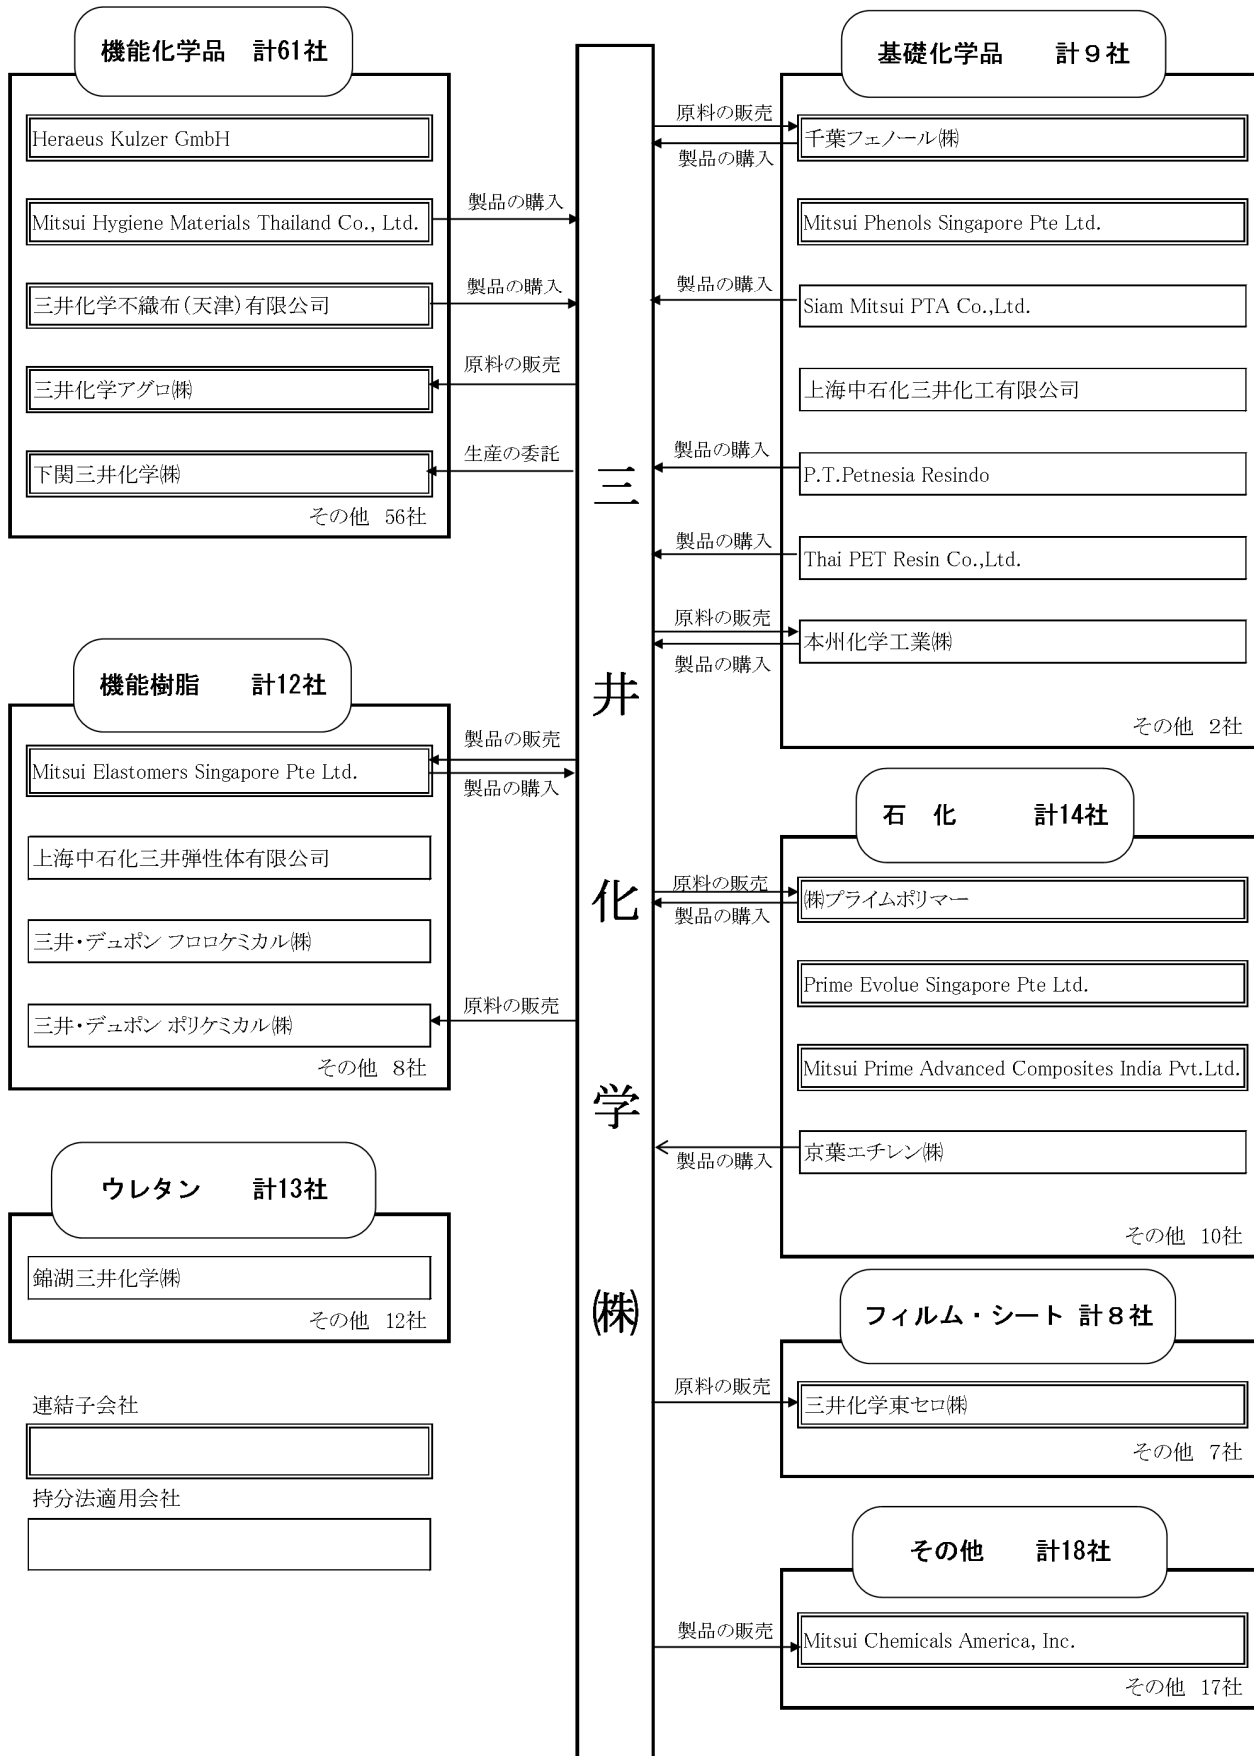 機能化学品　計61社
Heraeus Kulzer GmbH
Mitsui Hygiene Materials Thailand Co., Ltd.
製品の購入
三井化学不織布(天津)有限公司
製品の購入
三井化学アグロ㈱
原料の販売
下関三井化学㈱
生産の委託
その他 56社
機能樹脂　計12社
Mitsui Elastomers Singapore Pte Ltd.
製品の販売
製品の購入
上海中石化三井弾性体有限公司
三井・デュポン フロロケミカル㈱
三井・デュポン ポリケミカル㈱
原料の販売
その他 8社
ウレタン　計13社
錦湖三井化学㈱
その他 12社
連結子会社
持分法適用会社
三井化学㈱
基礎化学品　計９社
原料の販売
千葉フェノール㈱
製品の購入
Mitsui Phenols Singapore Pte Ltd.
製品の購入
Siam Mitsui PTA Co.,Ltd.
上海中石化三井化工有限公司
製品の購入
P.T.Petnesia Resindo
製品の購入
Thai PET Resin Co.,Ltd.
原料の販売
本州化学工業㈱
製品の購入
その他 2社
石　化　計14社
原料の販売
㈱プライムポリマー
製品の購入
Prime Evolue Singapore Pte Ltd.
Mitsui Prime Advanced Composites India Pvt.Ltd.
京葉エチレン㈱
製品の購入
その他 10社
フィルム・シート 計８社
原料の販売
三井化学東セロ㈱
その他 7社
その他　計18社
製品の販売
Mitsui Chemicals America, Inc.
その他 17社